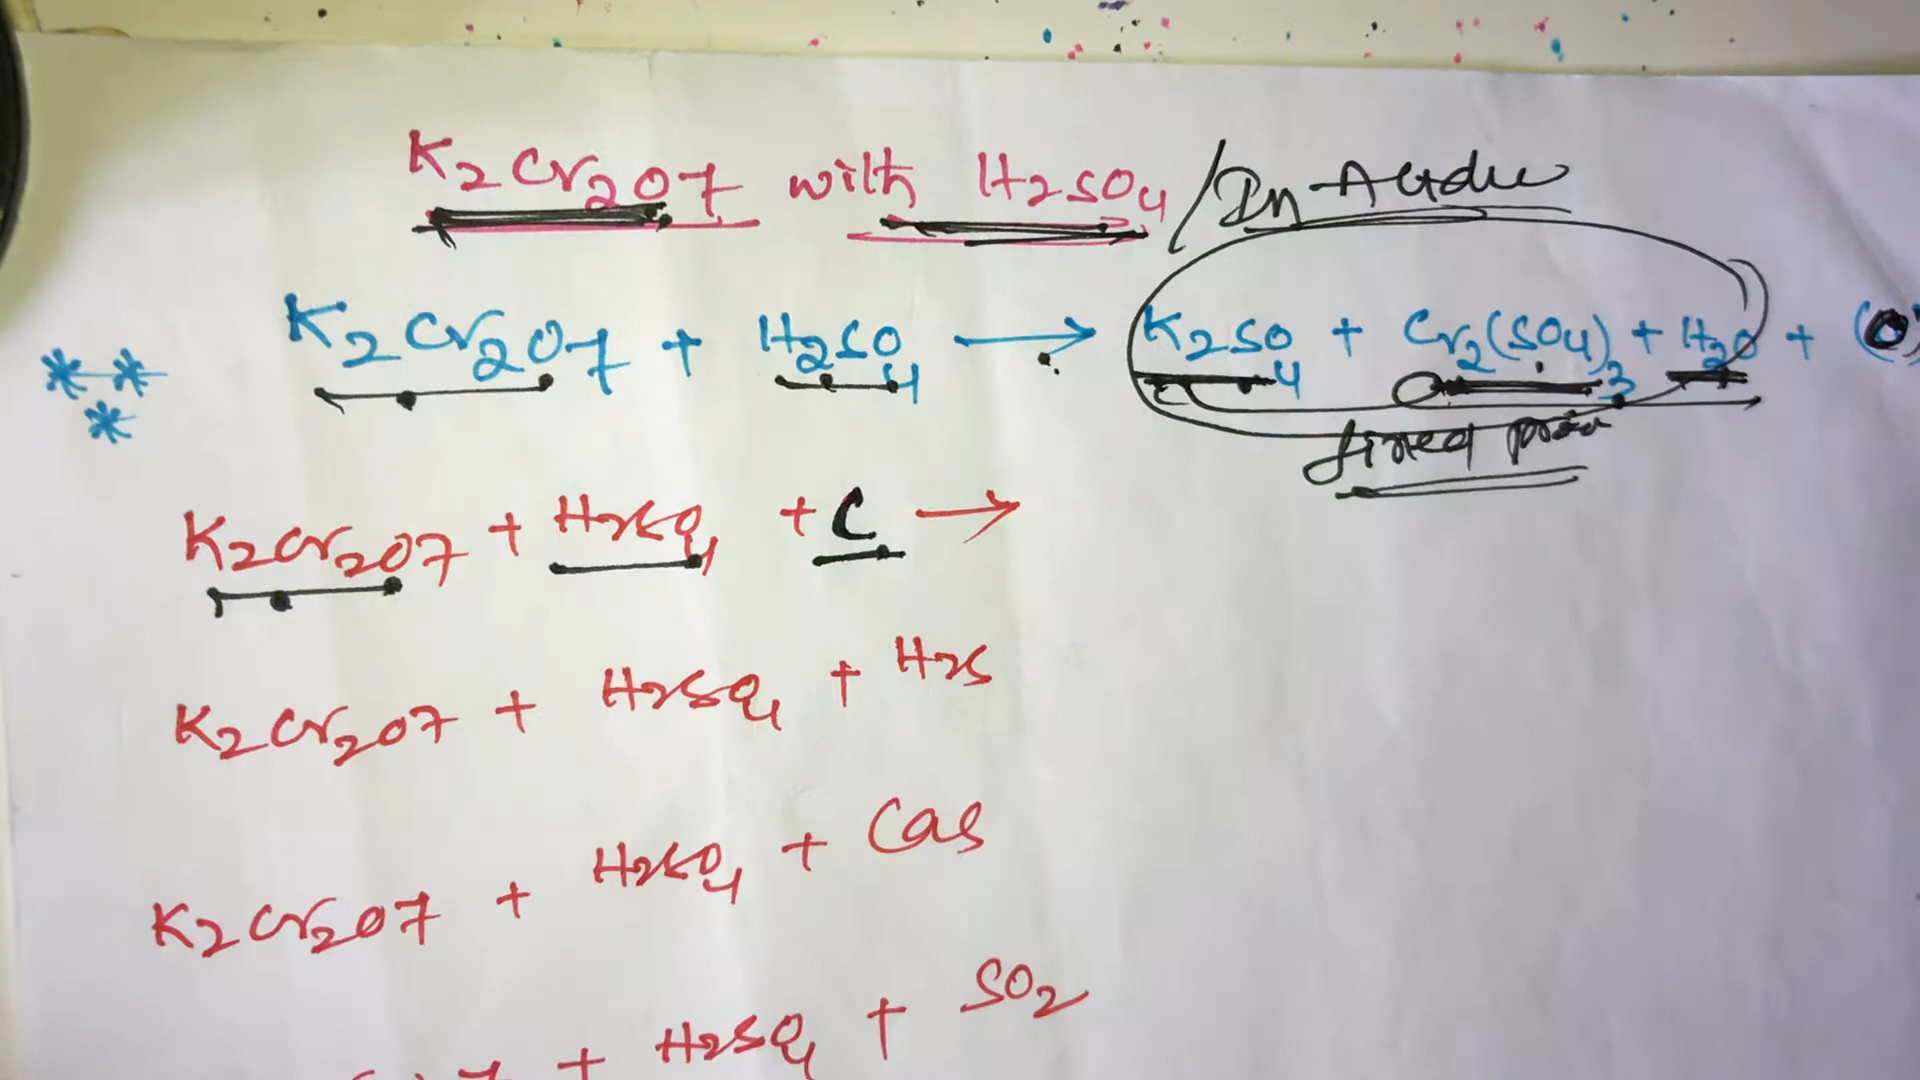 K2Cr2O7 with H2SO4 / In Acidic
K2Cr2O7 + H2SO4 → K2SO4 + Cr2(SO4)3 + H2O + (O)
fixed
K2Cr2O7 + H2SO4 + C →
K2Cr2O7 + H2SO4 + H2S
K2Cr2O7 + H2SO4 + Cas
K2Cr2O7 + H2SO4 + SO2